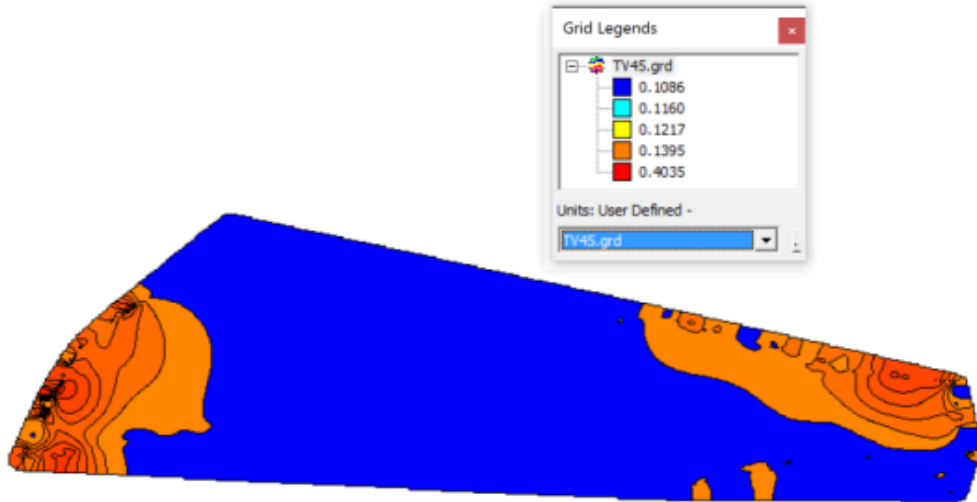 Grid Legends
TV45.grd
0.1086
0.1160
0.1217
0.1395
0.4035
Units: User Defined -
TV45.grd